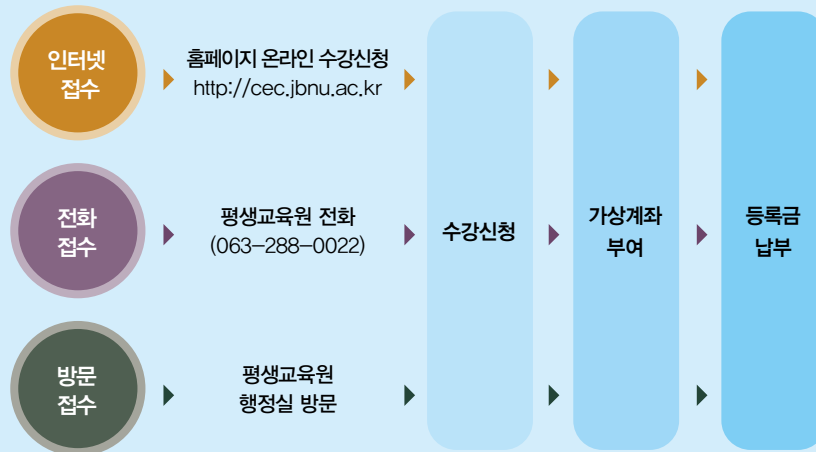 인터넷
접수
홈페이지 온라인 수강신청
http://cec.jbnu.ac.kr
전화
접수
평생교육원 전화
(063-288-0022)
방문
접수
평생교육원
행정실 방문
수강신청
가상계좌
부여
등록금
납부